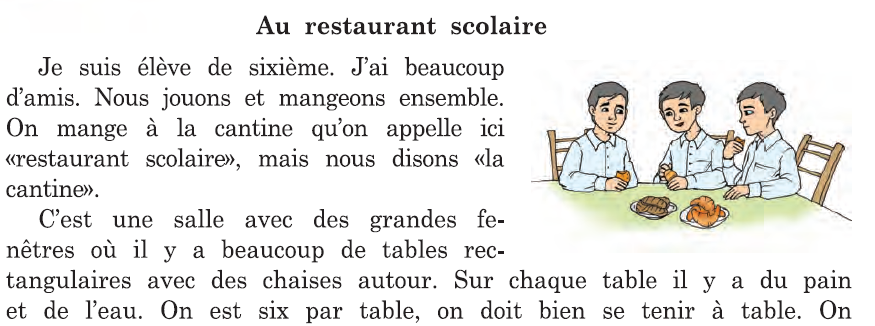 Au restaurant scolaire
Je suis élève de sixième. J'ai beaucoup
d'amis. Nous jouons et mangeons ensemble.
On mange à la cantine qu'on appelle ici
«restaurant scolaire», mais nous disons «la
cantine».
C'est une salle avec des grandes fe-
nêtres où il y a beaucoup de tables rec-
tangulaires avec des chaises autour. Sur chaque table il y a du pain
et de l'eau. On est six par table, on doit bien se tenir à table. On